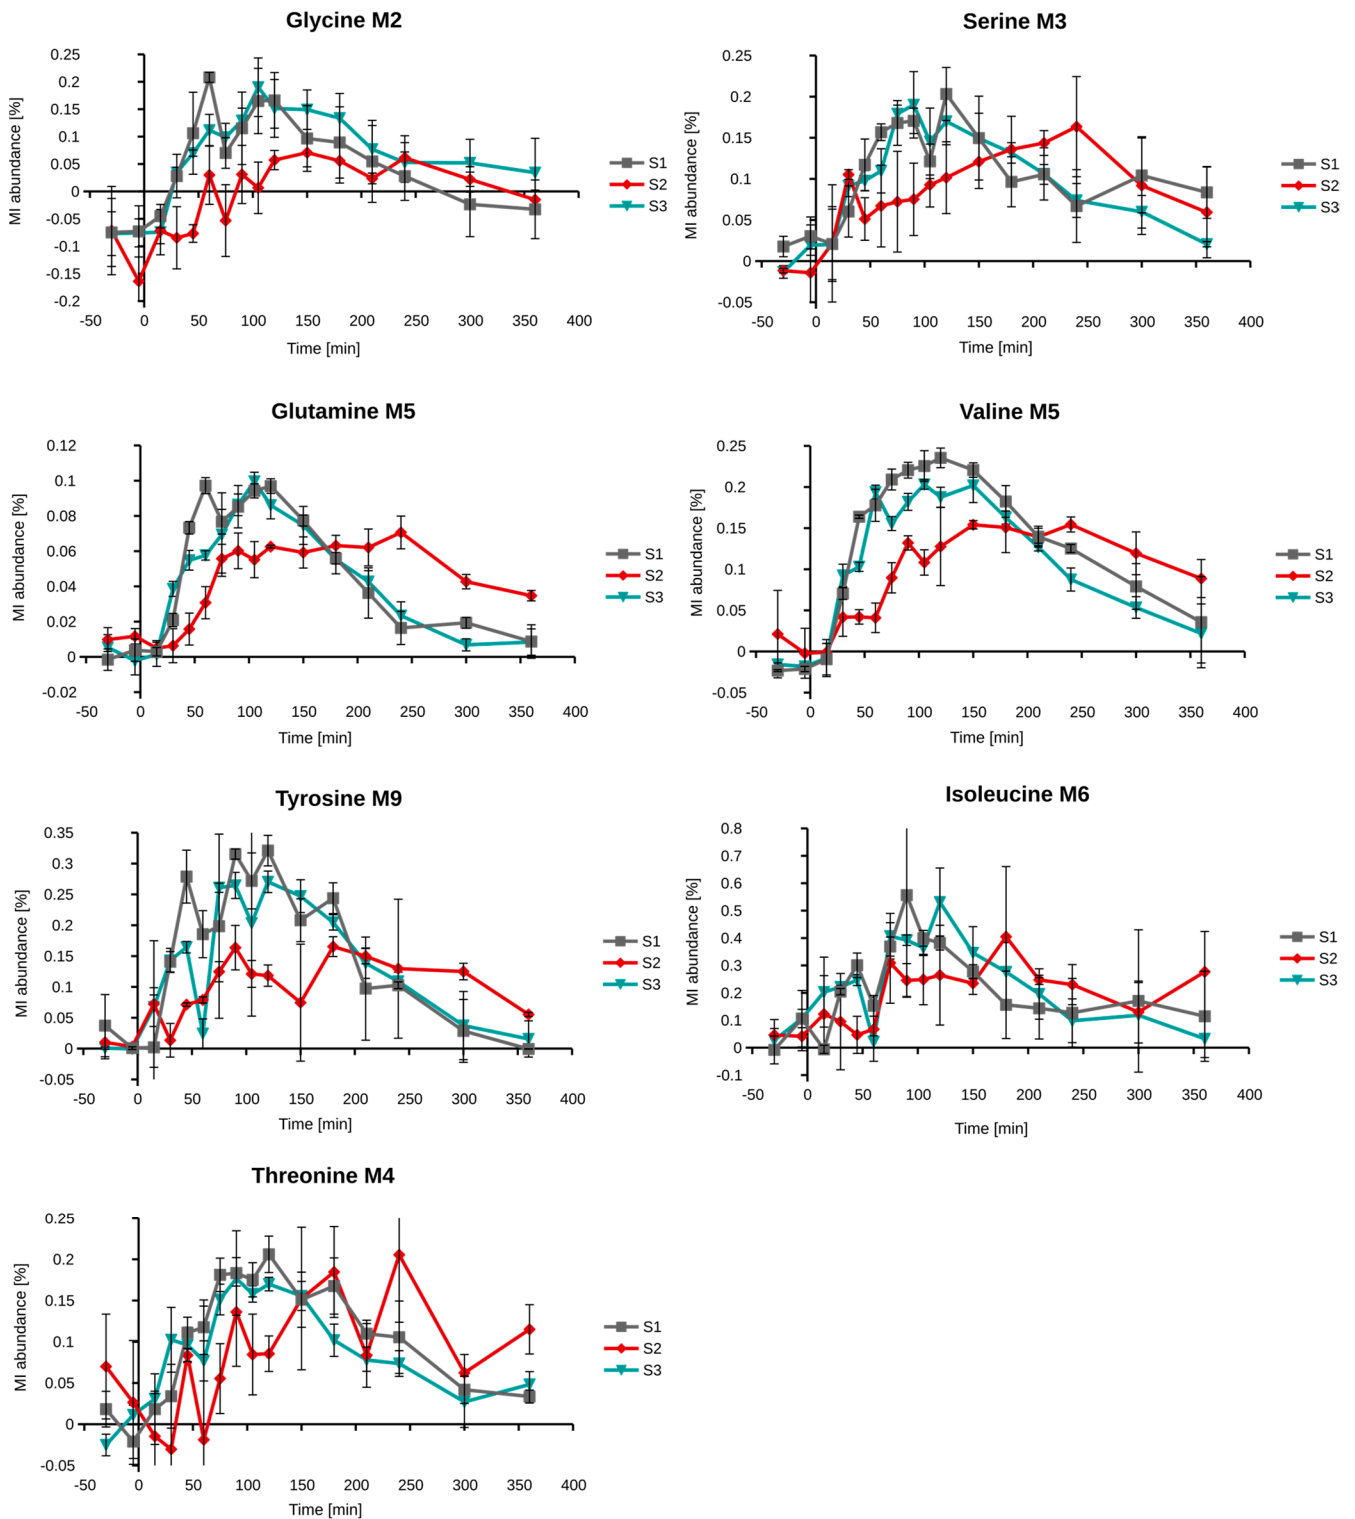 Glycine M2
MI abundance [%]
0.25
0.2
0.15
0.1
0.05
0
-0.05
-0.1
-0.15
-0.2
-50 0 50 100 150 200 250 300 350 400
Time [min]
S1
S2
S3
Serine M3
MI abundance [%]
0.25
0.2
0.15
0.1
0.05
0
-0.05
-50 0 50 100 150 200 250 300 350 400
Time [min]
S1
S2
S3
Glutamine M5
MI abundance [%]
0.12
0.1
0.08
0.06
0.04
0.02
0
-0.02
-50 0 50 100 150 200 250 300 350 400
Time [min]
S1
S2
S3
Valine M5
MI abundance [%]
0.25
0.2
0.15
0.1
0.05
0
-0.05
-50 0 50 100 150 200 250 300 350 400
Time [min]
S1
S2
S3
Tyrosine M9
MI abundance [%]
0.35
0.3
0.25
0.2
0.15
0.1
0.05
0
-0.05
-50 0 50 100 150 200 250 300 350 400
Time [min]
S1
S2
S3
Isoleucine M6
MI abundance [%]
0.8
0.7
0.6
0.5
0.4
0.3
0.2
0.1
0
-0.1
-50 0 50 100 150 200 250 300 350 400
Time [min]
S1
S2
S3
Threonine M4
MI abundance [%]
0.25
0.2
0.15
0.1
0.05
0
-0.05
-50 0 50 100 150 200 250 300 350 400
Time [min]
S1
S2
S3